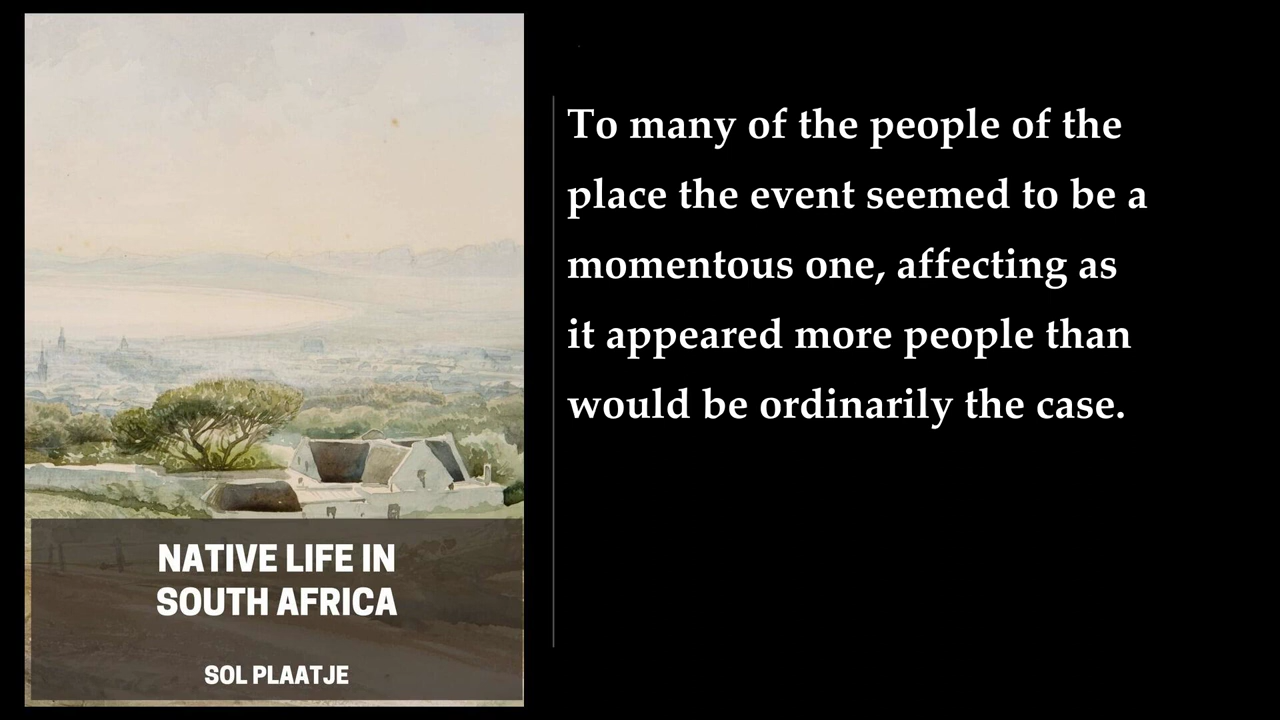 To many of the people of the
place the event seemed to be a
momentous one, affecting as
it appeared more people than
would be ordinarily the case.
NATIVE LIFE IN
SOUTH AFRICA
SOL PLAATJE